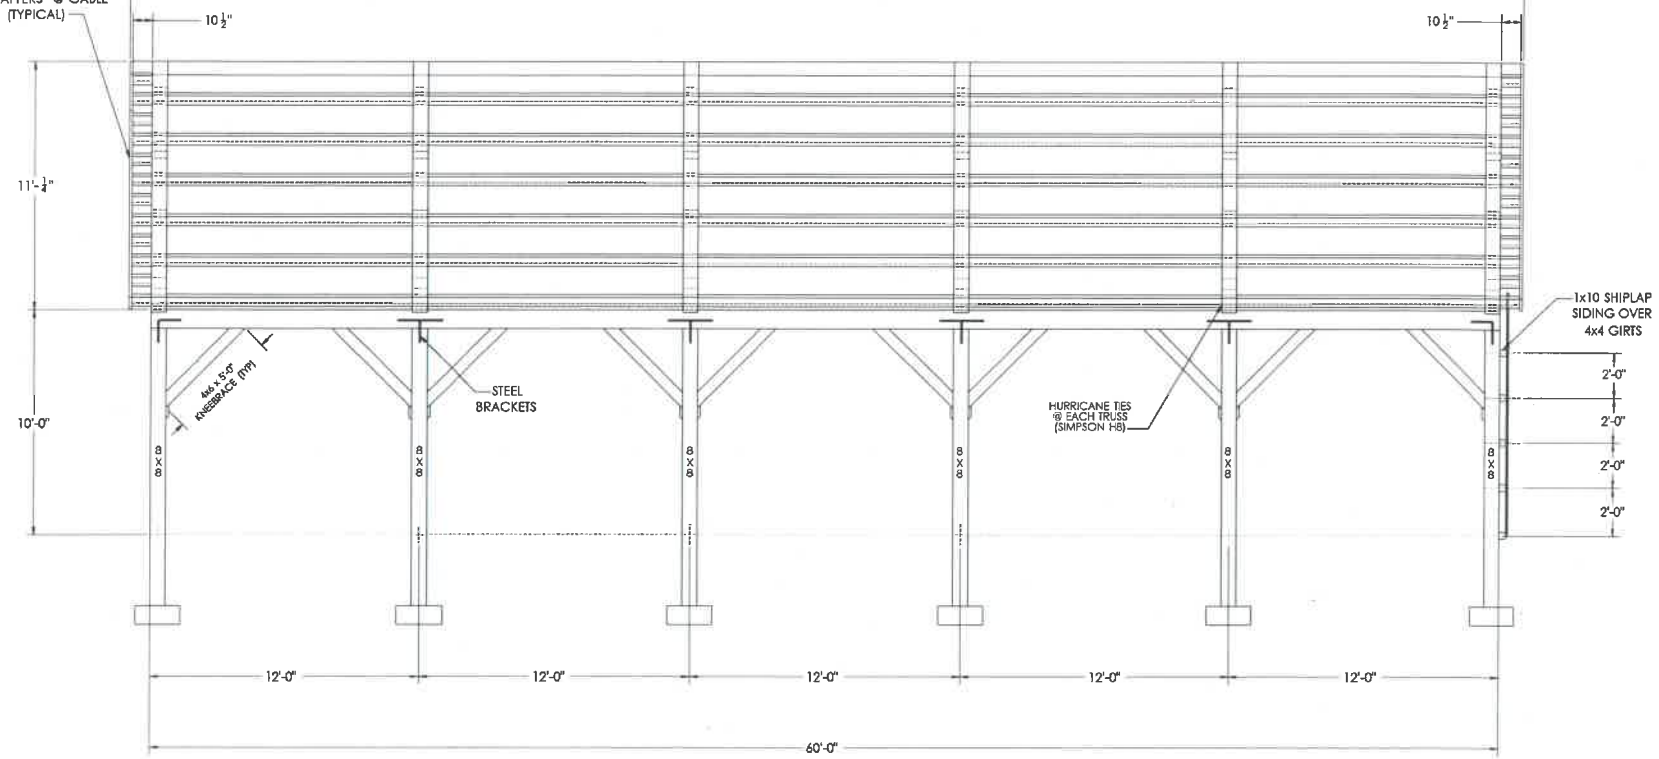 @ GABLE
(TYPICAL)
10 1/2"
10 1/2"
11'-1/4"
1x10 SHIPLAP
SIDING OVER
4x4 GIRTS
4x6 x 5'-0"
KNEEBRACE (TYP)
STEEL
BRACKETS
HURRICANE TIES
@ EACH TRUSS
(SIMPSON H8)
10'-0"
2'-0"
2'-0"
2'-0"
2'-0"
8X8
8X8
8X8
8X8
8X8
8X8
12'-0"
12'-0"
12'-0"
12'-0"
12'-0"
60'-0"